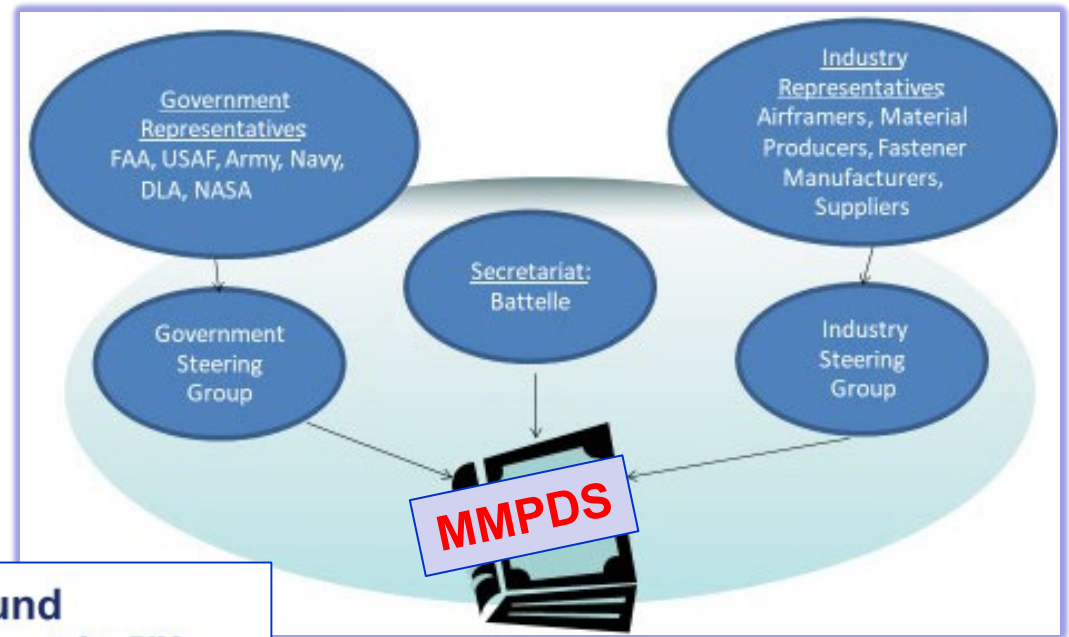 Government
Representatives
FAA, USAF, Army, Navy,
DLA, NASA
Industry
Representatives
Airframers, Material
Producers, Fastener
Manufacturers,
Suppliers
Secretariat:
Battelle
Government
Steering
Group
Industry
Steering
Group
MMPDS